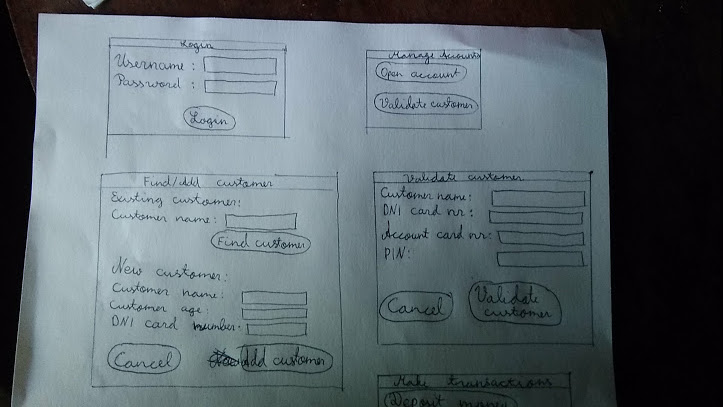 Login
Username:
Password:
Login
Manage Accounts
Open account
Validate customer
Find/Add customer
Existing customer:
Customer name:
Find customer
New customer:
Customer name:
Customer age:
DNI card number:
Cancel
Add customer
Validate customer
Customer name:
DNI card nr:
Account card nr:
PIN:
Cancel
Validate
customer
Make transactions
Deposit money